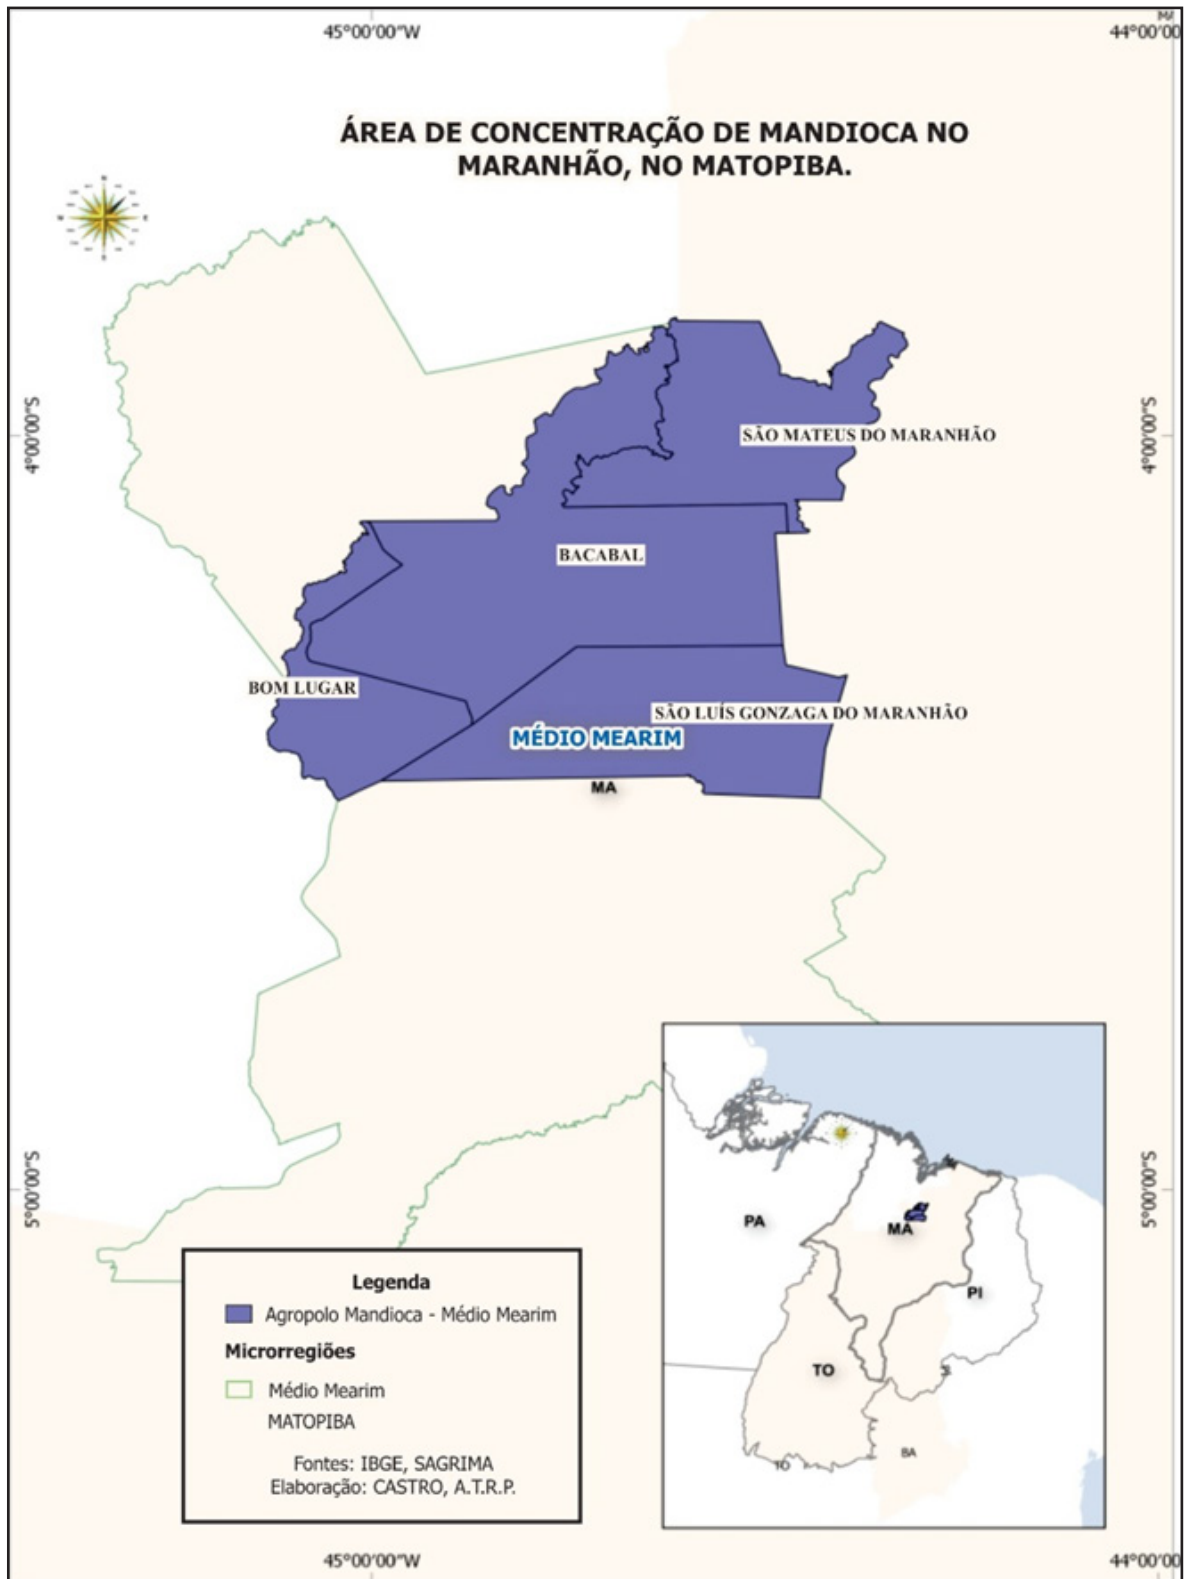 MA
45°00'00"W
44°00'00
ÁREA DE CONCENTRAÇÃO DE MANDIOCA NO
MARANHÃO, NO MATOPIBA.
4°00'00"S
4°00'00"S
SÃO MATEUS DO MARANHÃO
BACABAL
BOM LUGAR
SÃO LUÍS GONZAGA DO MARANHÃO
MÉDIO MEARIM
MA
5°00'00"S
5°00'00"S
PA
MA
PI
TO
BA
TO
Legenda
Agropolo Mandioca - Médio Mearim
Microrregiões
Médio Mearim
MATOPIBA
Fontes: IBGE, SAGRIMA
Elaboração: CASTRO, A.T.R.P.
45°00'00"W
44°00'00